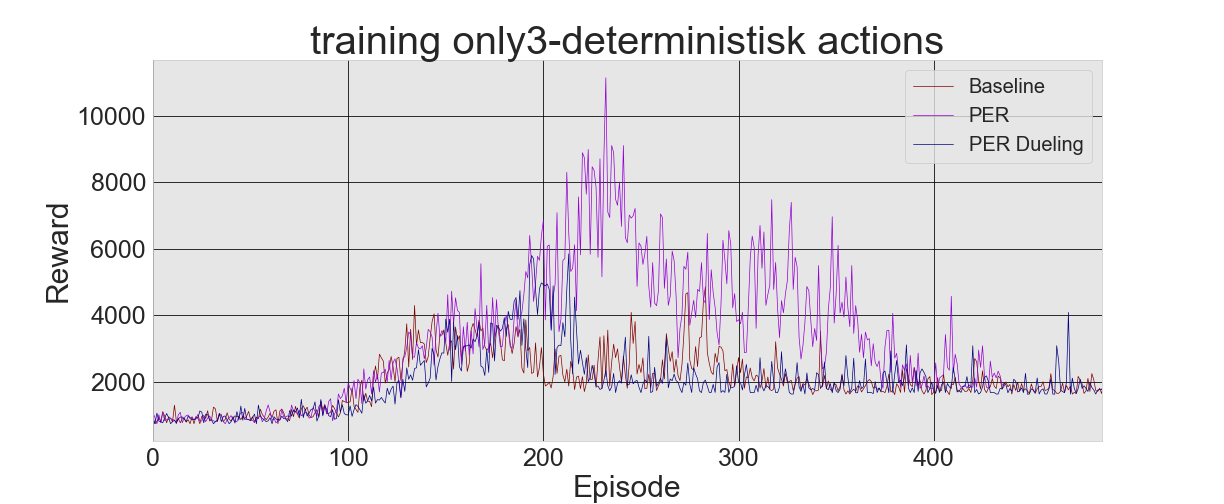 training only3-deterministisk actions
Baseline
PER
PER Dueling
10000
8000
6000
4000
2000
Reward
0
100
200
300
400
Episode